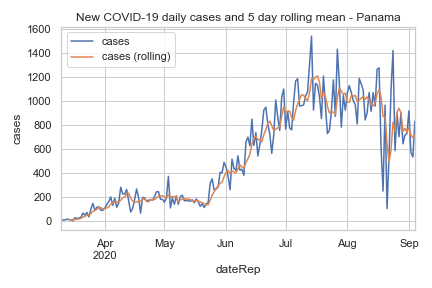 New COVID-19 daily cases and 5 day rolling mean - Panama
cases
cases (rolling)
1600
1400
1200
1000
800
600
400
200
0
cases
Apr
2020
May
Jun
Jul
Aug
Sep
dateRep